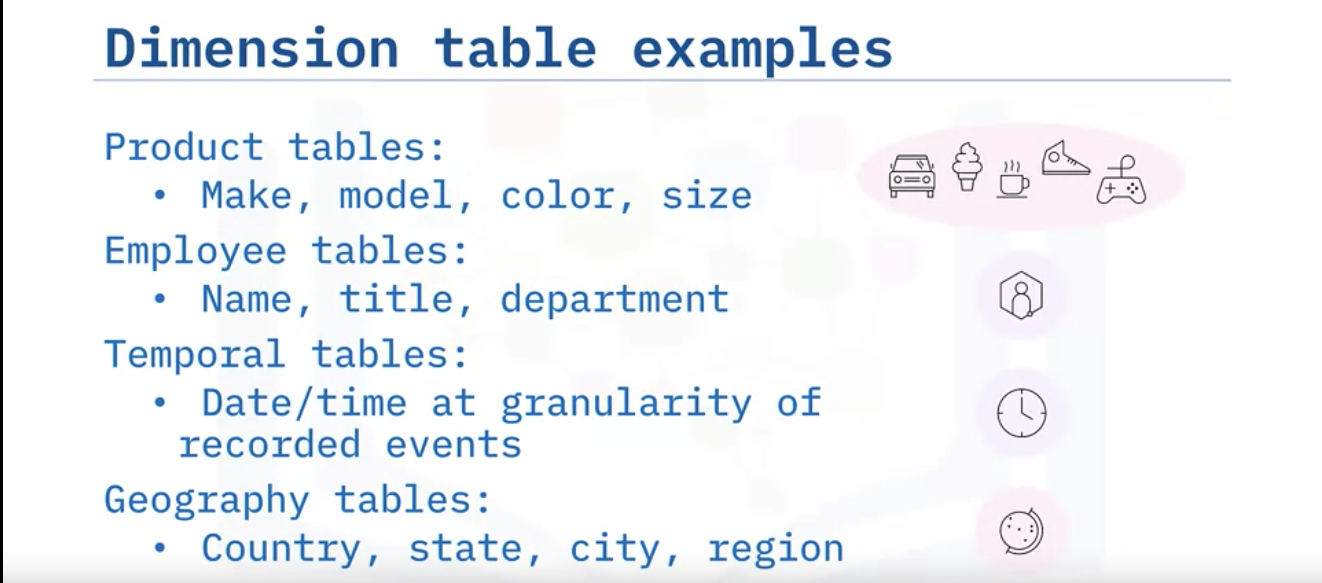 Dimension table examples
Product tables:
• Make, model, color, size
Employee tables:
• Name, title, department
Temporal tables:
• Date/time at granularity of
recorded events
Geography tables:
• Country, state, city, region